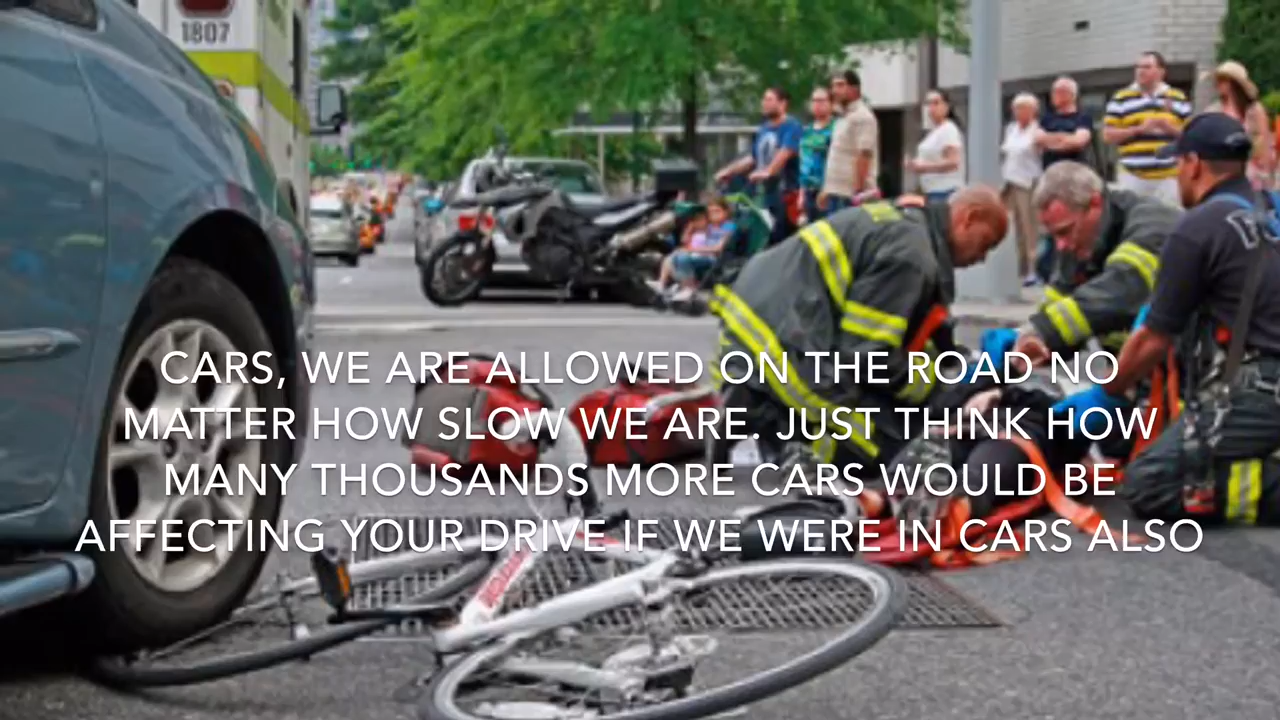 1807
CARS, WE ARE ALLOWED ON THE ROAD NO
MATTER HOW SLOW WE ARE. JUST THINK HOW
MANY THOUSANDS MORE CARS WOULD BE
AFFECTING YOUR DRIVE IF WE WERE IN CARS ALSO